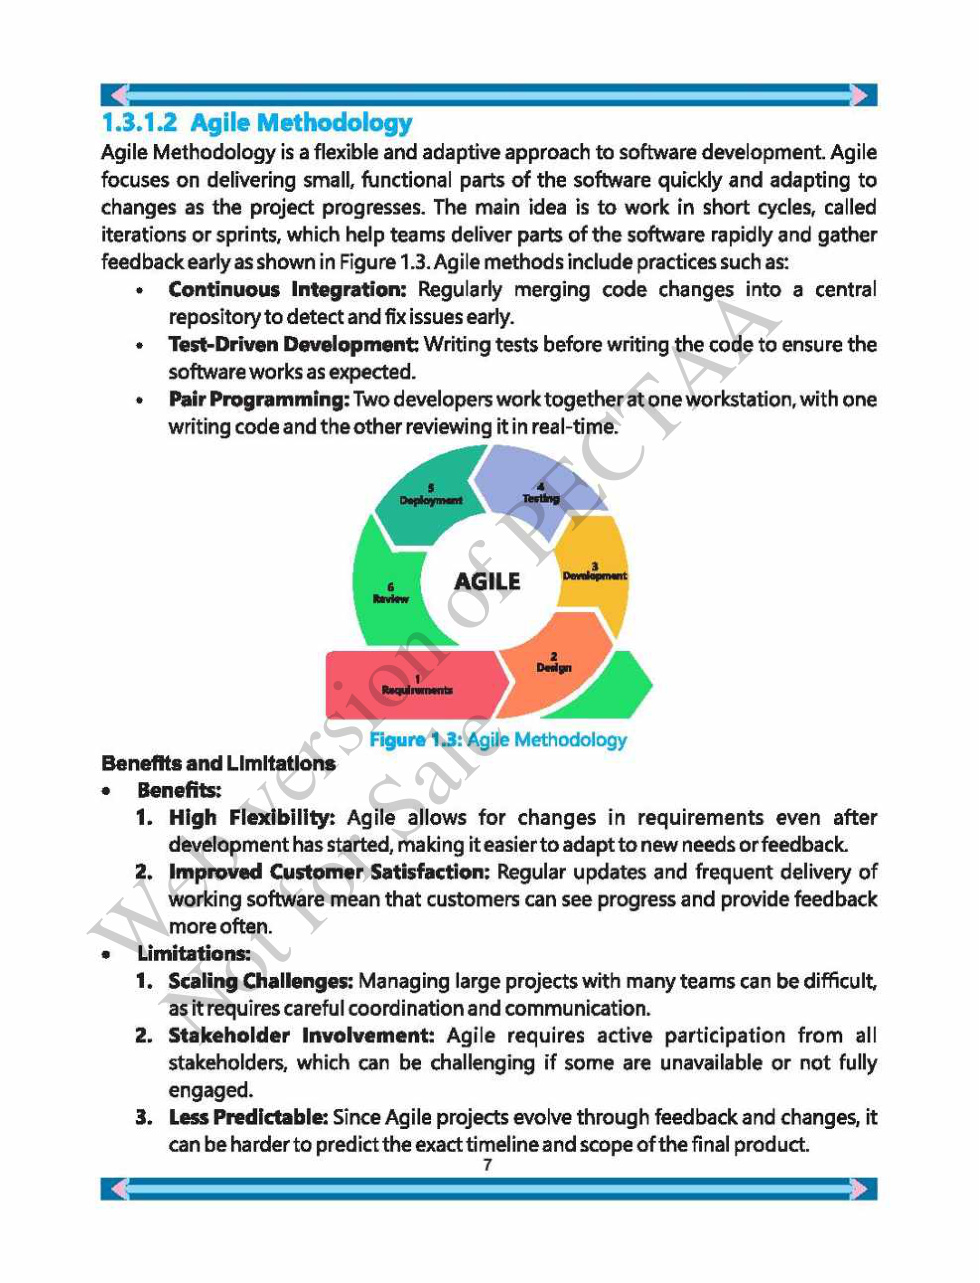 1.3.1.2 Agile Methodology
Agile Methodology is a flexible and adaptive approach to software development. Agile
focuses on delivering small, functional parts of the software quickly and adapting to
changes as the project progresses. The main idea is to work in short cycles, called
iterations or sprints, which help teams deliver parts of the software rapidly and gather
feedback early as shown in Figure 1.3. Agile methods include practices such as:
• Continuous Integration: Regularly merging code changes into a central
repository to detect and fix issues early.
• Test-Driven Development: Writing tests before writing the code to ensure the
software works as expected.
• Pair Programming: Two developers work together at one workstation, with one
writing code and the other reviewing it in real-time.
5
Deployment
4
Testing
3
Development
AGILE
6
Review
2
Design
1
Requirements
Figure 1.3: Agile Methodology
Benefits and Limitations
• Benefits:
1. High Flexibility: Agile allows for changes in requirements even after
development has started, making it easier to adapt to new needs or feedback.
2. Improved Customer Satisfaction: Regular updates and frequent delivery of
working software mean that customers can see progress and provide feedback
more often.
• Limitations:
1. Scaling Challenges: Managing large projects with many teams can be difficult,
as it requires careful coordination and communication.
2. Stakeholder Involvement: Agile requires active participation from all
stakeholders, which can be challenging if some are unavailable or not fully
engaged.
3. Less Predictable: Since Agile projects evolve through feedback and changes, it
can be harder to predict the exact timeline and scope of the final product.
7
Web version of PECTAA
Not for Sale